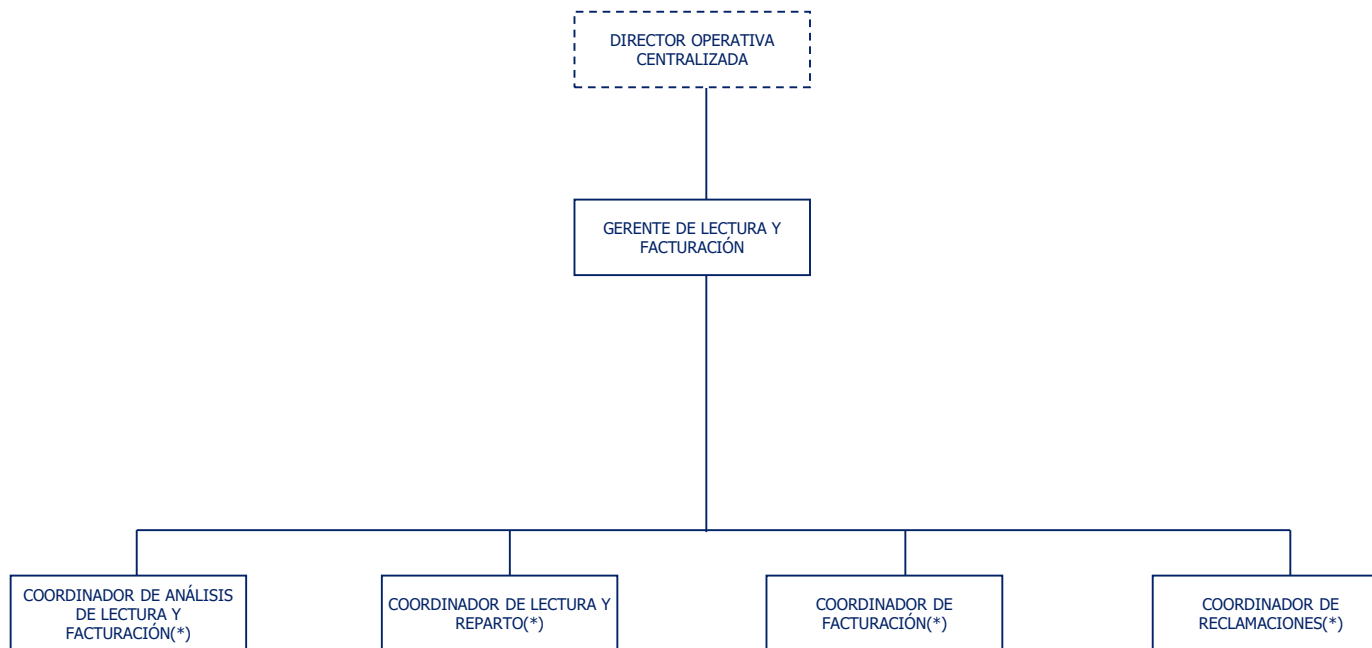 DIRECTOR OPERATIVA
CENTRALIZADA
GERENTE DE LECTURA Y
FACTURACIÓN
COORDINADOR DE ANÁLISIS
DE LECTURA Y
FACTURACIÓN(*)
COORDINADOR DE LECTURA Y
REPARTO(*)
COORDINADOR DE
FACTURACIÓN(*)
COORDINADOR DE
RECLAMACIONES(*)